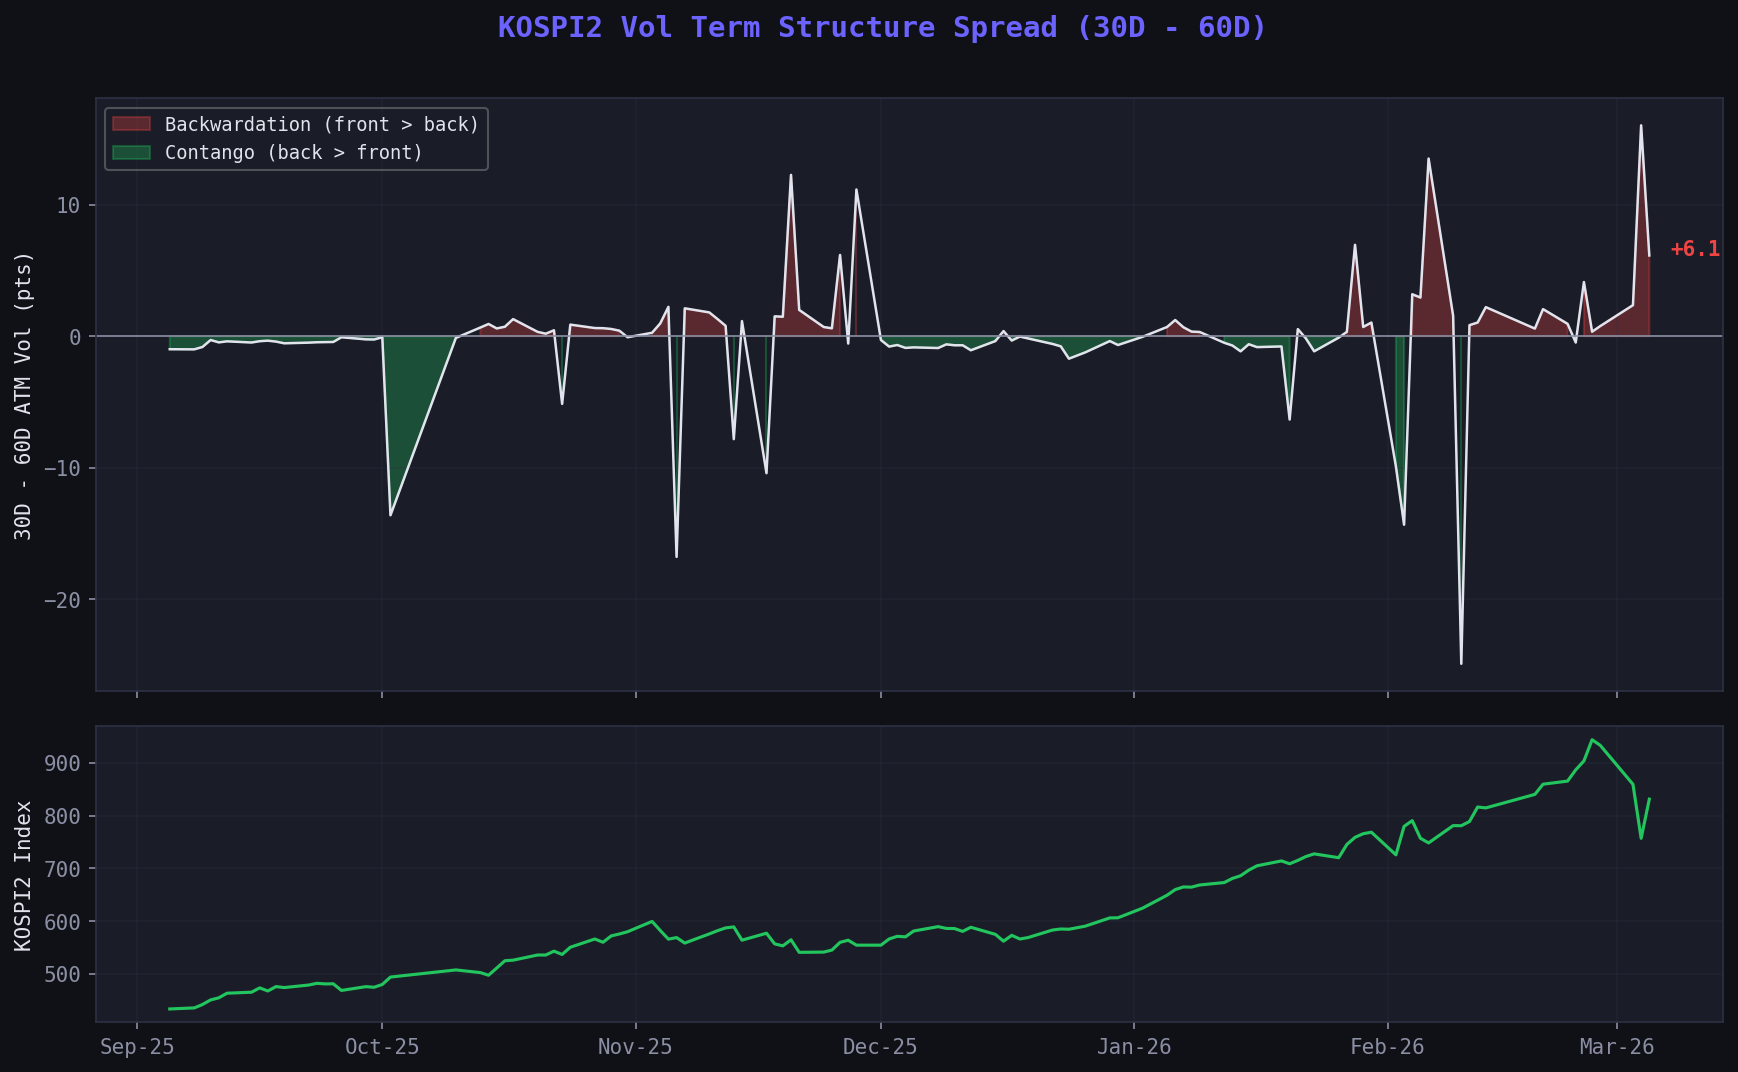 KOSPI2 Vol Term Structure Spread (30D - 60D)
Backwardation (front > back)
Contango (back > front)
30D - 60D ATM Vol (pts)
10
0
−10
−20
+6.1
KOSPI2 Index
900
800
700
600
500
Sep-25
Oct-25
Nov-25
Dec-25
Jan-26
Feb-26
Mar-26